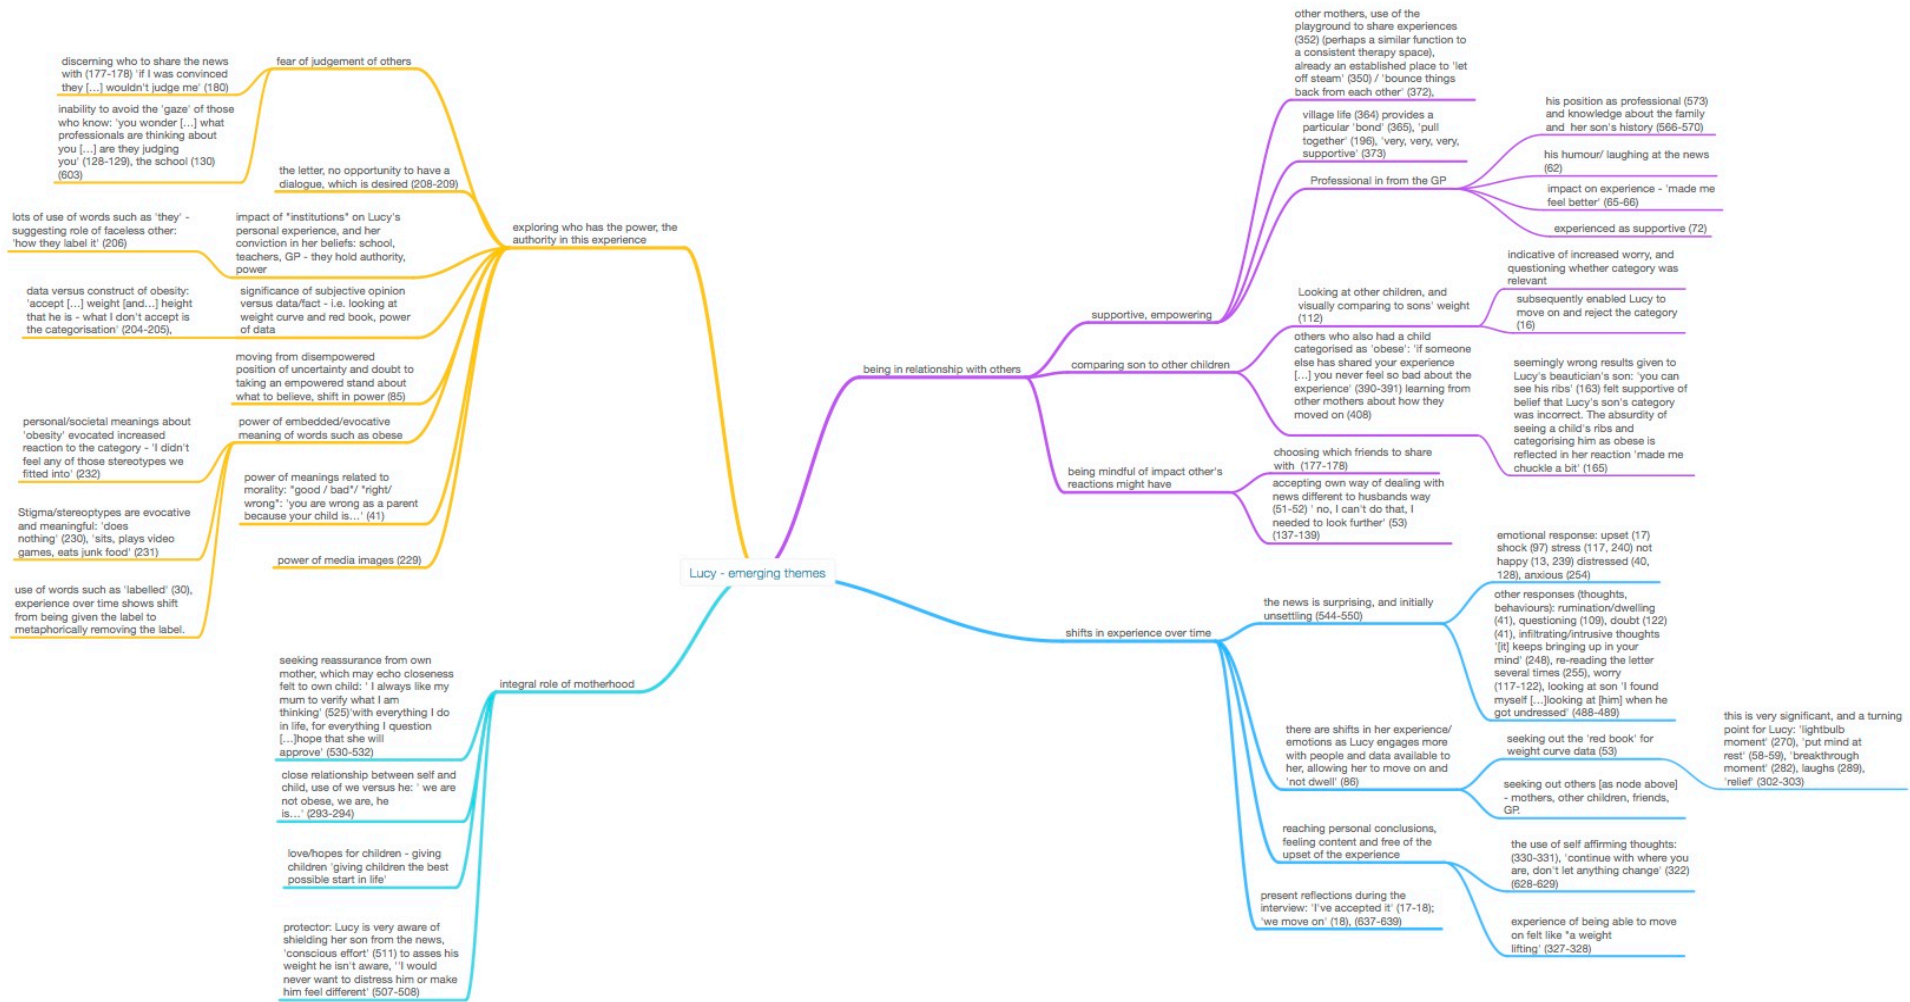 discerning who to share the news
with (177-178) 'if I was convinced
they [...] wouldn't judge me' (180)
inability to avoid the 'gaze' of those
who know: 'you wonder [...] what
professionals are thinking about
you [...] are they judging
you' (128-129), the school (130)
(603)
fear of judgement of others
the letter, no opportunity to have a
dialogue, which is desired (208-209)
lots of use of words such as 'they' -
suggesting role of faceless other:
'how they label it' (206)
impact of "institutions" on Lucy's
personal experience, and her
conviction in her beliefs: school,
teachers, GP - they hold authority,
power
data versus construct of obesity:
'accept [...] weight [and...] height
that he is - what I don't accept is
the categorisation' (204-205),
significance of subjective opinion
versus data/fact - i.e. looking at
weight curve and red book, power
of data
moving from disempowered
position of uncertainty and doubt to
taking an empowered stand about
what to believe, shift in power (85)
personal/societal meanings about
'obesity' evocated increased
reaction to the category - 'I didn't
feel any of those stereotypes we
fitted into' (232)
power of embedded/evocative
meaning of words such as obese
Stigma/stereoptypes are evocative
and meaningful: 'does
nothing' (230), 'sits, plays video
games, eats junk food' (231)
use of words such as 'labelled' (30),
experience over time shows shift
from being given the label to
metaphorically removing the label.
power of meanings related to
morality: "good / bad"/ "right/
wrong": 'you are wrong as a parent
because your child is...' (41)
power of media images (229)
exploring who has the power, the
authority in this experience
seeking reassurance from own
mother, which may echo closeness
felt to own child: ' I always like my
mum to verify what I am
thinking' (525)'with everything I do
in life, for everything I question
[...]hope that she will
approve' (530-532)
close relationship between self and
child, use of we versus he: ' we are
not obese, we are, he
is...' (293-294)
love/hopes for children - giving
children 'giving children the best
possible start in life'
protector: Lucy is very aware of
shielding her son from the news,
'conscious effort' (511) to asses his
weight he isn't aware, ''I would
never want to distress him or make
him feel different' (507-508)
integral role of motherhood
Lucy - emerging themes
being in relationship with others
supportive, empowering
other mothers, use of the
playground to share experiences
(352) (perhaps a similar function to
a consistent therapy space),
already an established place to 'let
off steam' (350) / 'bounce things
back from each other' (372),
village life (364) provides a
particular 'bond' (365), 'pull
together' (196), 'very, very, very,
supportive' (373)
Professional in from the GP
his position as professional (573)
and knowledge about the family
and her son's history (566-570)
his humour/ laughing at the news
(62)
impact on experience - 'made me
feel better' (65-66)
experienced as supportive (72)
comparing son to other children
Looking at other children, and
visually comparing to sons' weight
(112)
indicative of increased worry, and
questioning whether category was
relevant
subsequently enabled Lucy to
move on and reject the category
(16)
others who also had a child
categorised as 'obese': 'if someone
else has shared your experience
[...] you never feel so bad about the
experience' (390-391) learning from
other mothers about how they
moved on (408)
seemingly wrong results given to
Lucy's beautician's son: 'you can
see his ribs' (163) felt supportive of
belief that Lucy's son's category
was incorrect. The absurdity of
seeing a child's ribs and
categorising him as obese is
reflected in her reaction 'made me
chuckle a bit' (165)
being mindful of impact other's
reactions might have
choosing which friends to share
with (177-178)
accepting own way of dealing with
news different to husbands way
(51-52) ' no, I can't do that, I
needed to look further' (53)
(137-139)
shifts in experience over time
the news is surprising, and initially
unsettling (544-550)
emotional response: upset (17)
shock (97) stress (117, 240) not
happy (13, 239) distressed (40,
128), anxious (254)
other responses (thoughts,
behaviours): rumination/dwelling
(41), questioning (109), doubt (122)
(41), infiltrating/intrusive thoughts
'[it] keeps bringing up in your
mind' (248), re-reading the letter
several times (255), worry
(117-122), looking at son 'I found
myself [...]looking at [him] when he
got undressed' (488-489)
there are shifts in her experience/
emotions as Lucy engages more
with people and data available to
her, allowing her to move on and
'not dwell' (86)
seeking out the 'red book' for
weight curve data (53)
this is very significant, and a turning
point for Lucy: 'lightbulb
moment' (270), 'put mind at
rest' (58-59), 'breakthrough
moment' (282), laughs (289),
'relief' (302-303)
seeking out others [as node above]
- mothers, other children, friends,
GP.
reaching personal conclusions,
feeling content and free of the
upset of the experience
the use of self affirming thoughts:
(330-331), 'continue with where you
are, don't let anything change' (322)
(628-629)
experience of being able to move
on felt like "a weight
lifting' (327-328)
present reflections during the
interview: 'I've accepted it' (17-18);
'we move on' (18), (637-639)